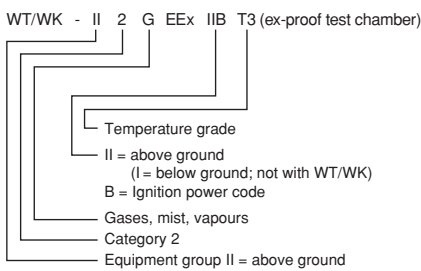 WT/WK - II 2 G EEx IIB T3 (ex-proof test chamber)
Temperature grade
II = above ground
(I = below ground; not with WT/WK)
B = Ignition power code
Gases, mist, vapours
Category 2
Equipment group II = above ground